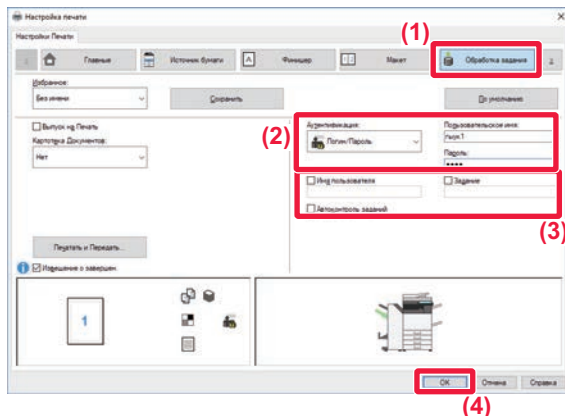 Настройка печати
Настройки Печати
(1)
Главные
Источник бумаги
Финишер
Макет
Обработка задания
Избранное:
Без имени
Сохранить
По умолчанию
(2)
Выпуск на Печать
Картотека Документов:
Нет
Аутентификация:
Логин/Пароль
Пользовательское имя:
Пароль:
••••
Имя пользователя
Задание
Автоконтроль заданий
(3)
Печатать и Передать...
Извещение о завершен.
1
OK
Отмена
Справка
(4)